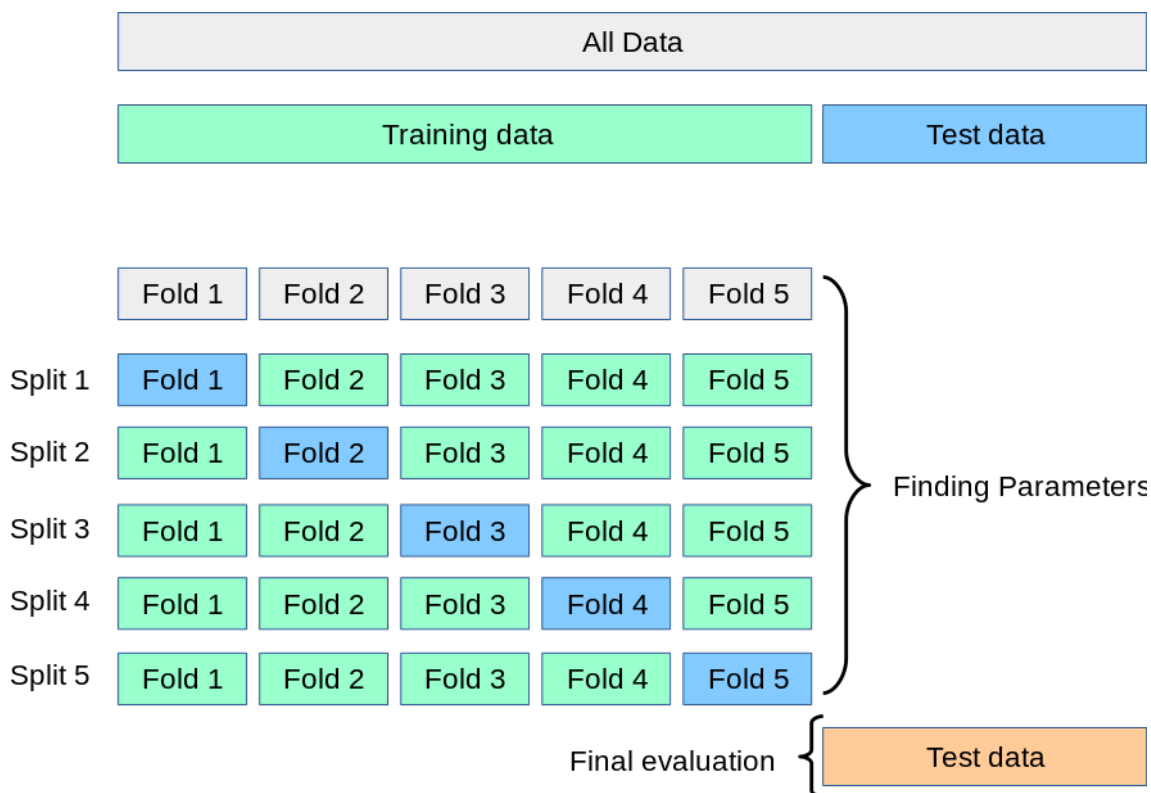 All Data
Training data Test data
Fold 1 Fold 2 Fold 3 Fold 4 Fold 5
Split 1 Fold 1 Fold 2 Fold 3 Fold 4 Fold 5
Split 2 Fold 1 Fold 2 Fold 3 Fold 4 Fold 5
Finding Parameters
Split 3 Fold 1 Fold 2 Fold 3 Fold 4 Fold 5
Split 4 Fold 1 Fold 2 Fold 3 Fold 4 Fold 5
Split 5 Fold 1 Fold 2 Fold 3 Fold 4 Fold 5
Final evaluation Test data